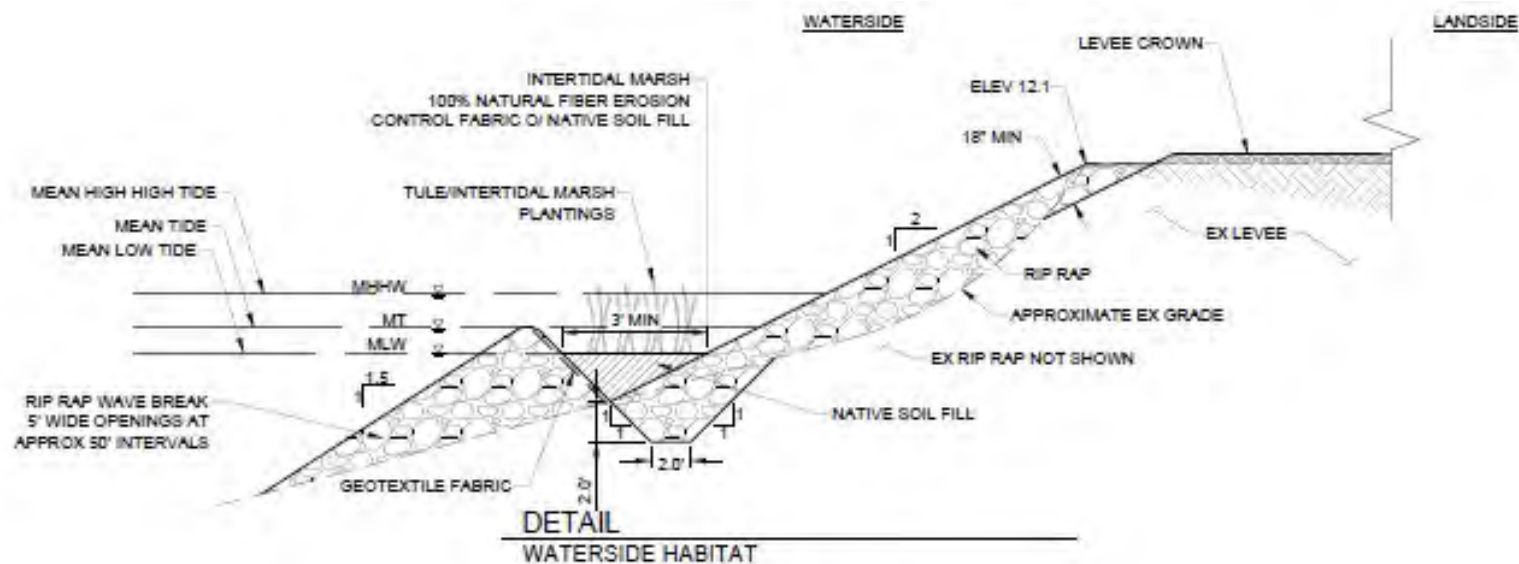 WATERSIDE
LANDSIDE
LEVEE CROWN
INTERTIDAL MARSH
100% NATURAL FIBER EROSION
CONTROL FABRIC O/ NATIVE SOIL FILL
ELEV 12.1
18" MIN
MEAN HIGH HIGH TIDE
TULE/INTERTIDAL MARSH
PLANTINGS
MEAN TIDE
MEAN LOW TIDE
2
1
EX LEVEE
RIP RAP
MHHW
MT
3' MIN
APPROXIMATE EX GRADE
MLW
EX RIP RAP NOT SHOWN
1.5
1
RIP RAP WAVE BREAK
5' WIDE OPENINGS AT
APPROX 50' INTERVALS
NATIVE SOIL FILL
1
1
1
1
2.0'
GEOTEXTILE FABRIC
2.0'
DETAIL
WATERSIDE HABITAT